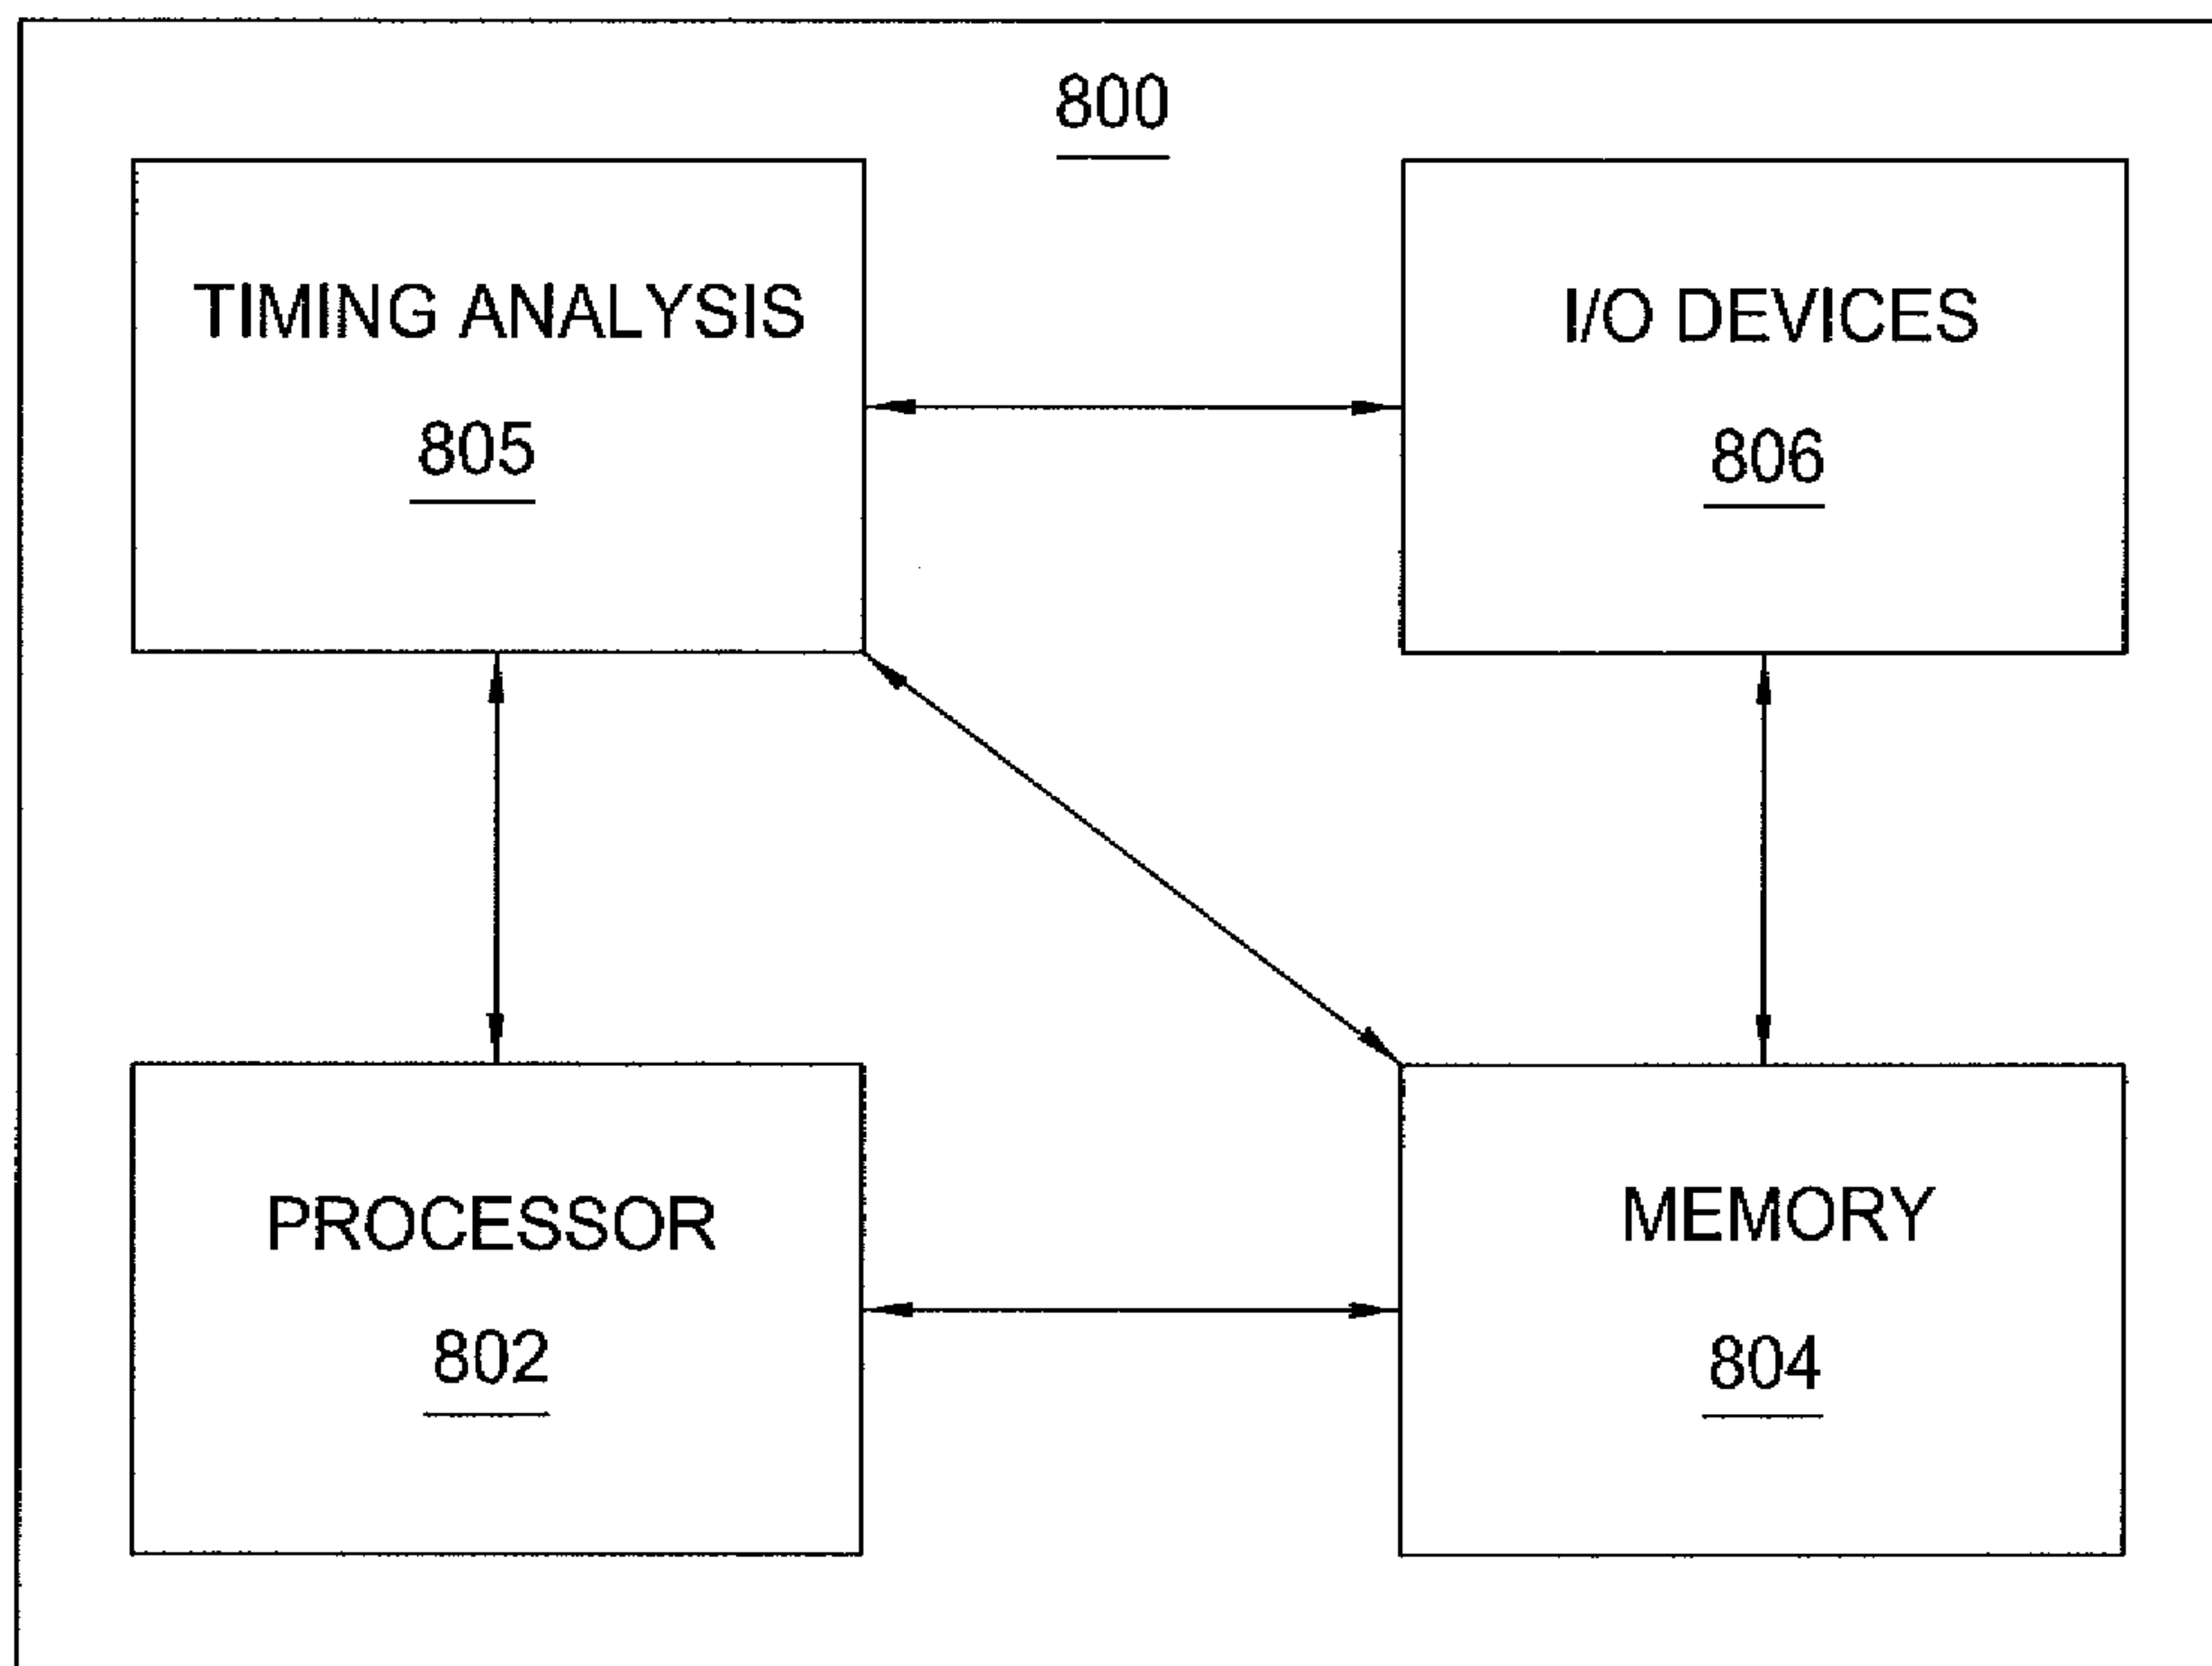 800
TIMING ANALYSIS
805
I/O DEVICES
806
PROCESSOR
802
MEMORY
804